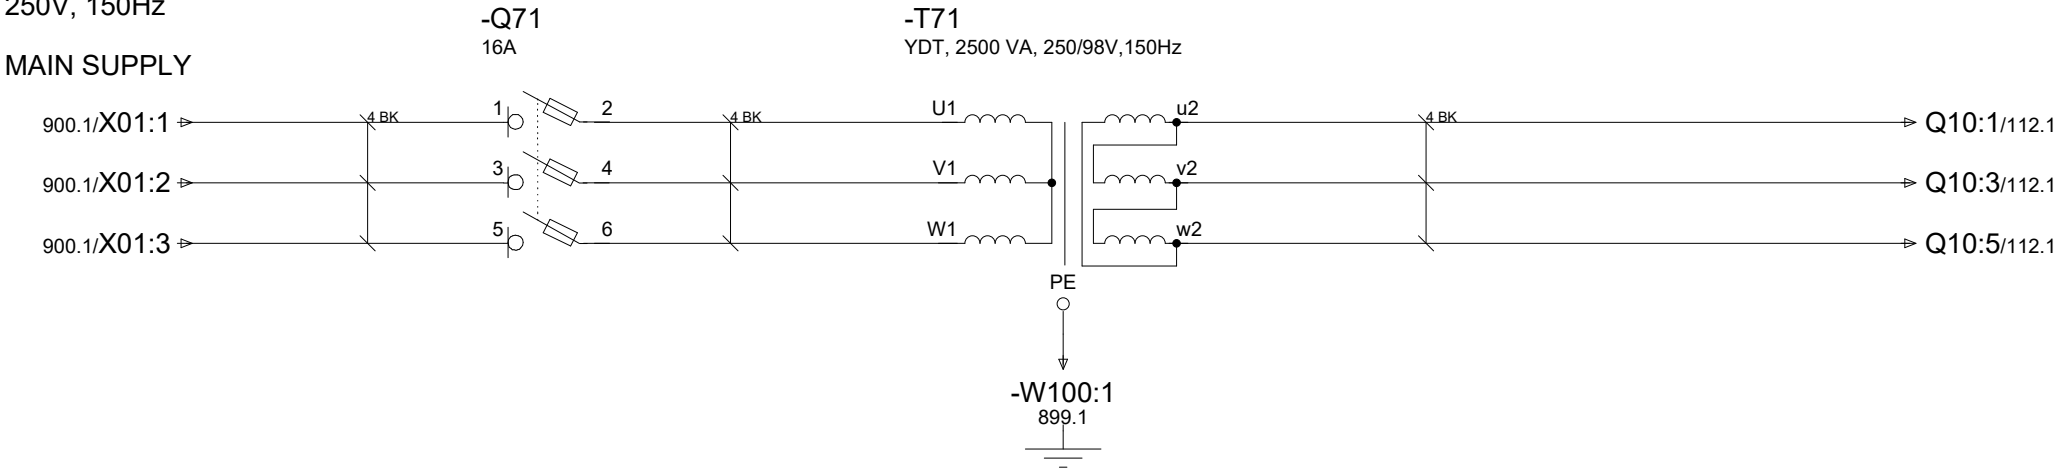 250V, 150Hz
-Q71
-T71
16A
YDT, 2500 VA, 250/98V,150Hz
MAIN SUPPLY
900.1/X01:1
4 BK
1
2
4 BK
U1
u2
4 BK
Q10:1/112.1
900.1/X01:2
3
4
V1
v2
Q10:3/112.1
900.1/X01:3
5
6
W1
w2
Q10:5/112.1
PE
-W100:1
899.1